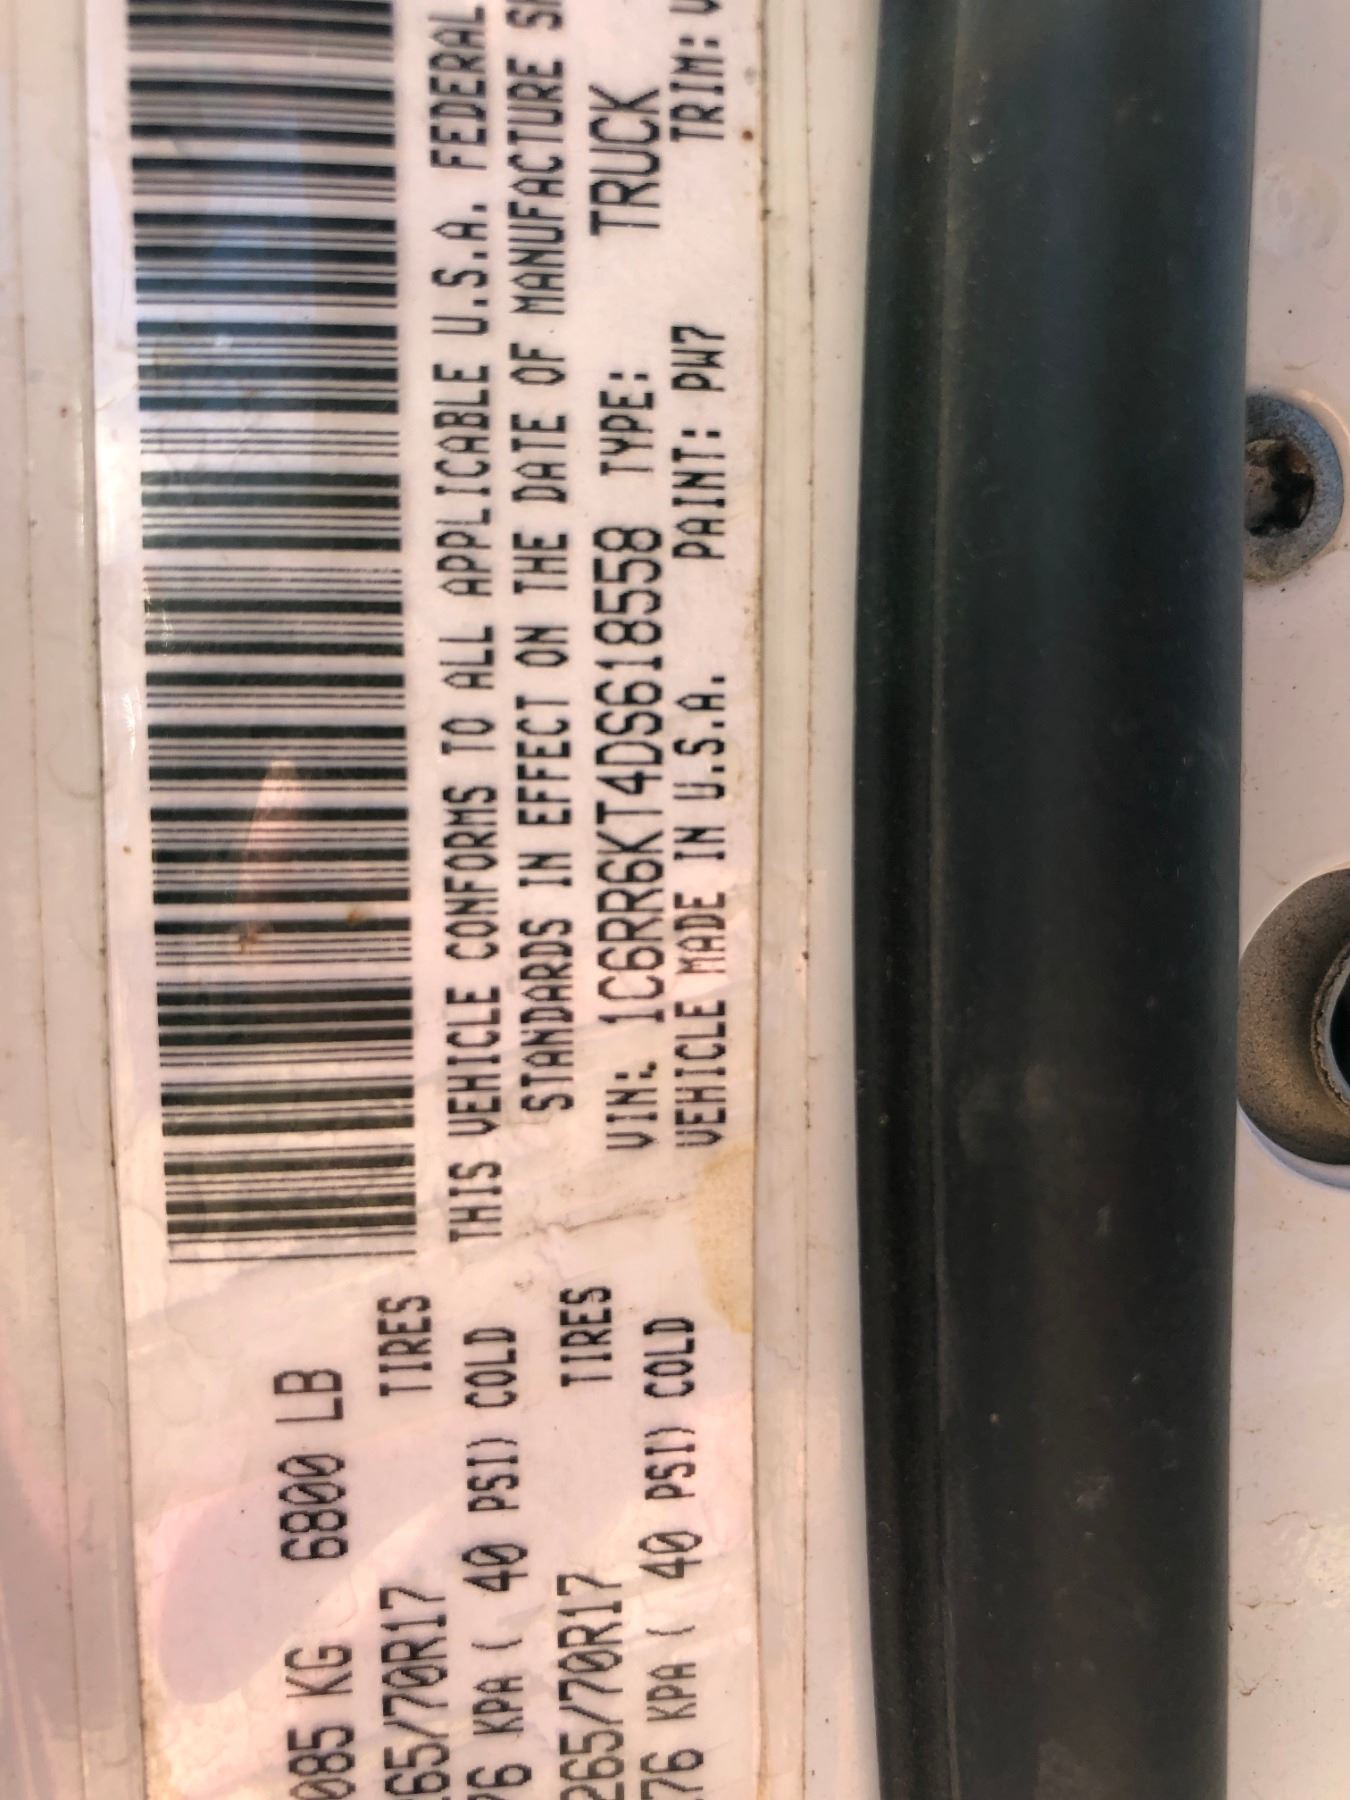 6800 LB
085 KG
TIRES
65/70R17
76 KPA ( 40 PSI) COLD
TIRES
265/70R17
76 KPA ( 40 PSI) COLD
THIS VEHICLE CONFORMS TO ALL APPLICABLE U.S.A. FEDERAL
STANDARDS IN EFFECT ON THE DATE OF MANUFACTURE
VIN: 1C6RR6KT4DS618558 TYPE: TRUCK
VEHICLE MADE IN U.S.A. PAINT: PW7 TRIM: